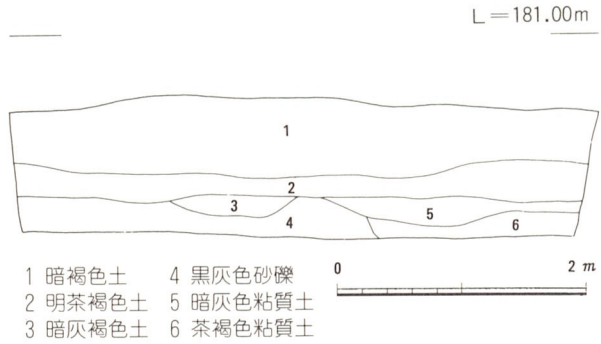 L=181.00m
1
2
3
4
5
6
1 暗褐色土
2 明茶褐色土
3 暗灰褐色土
4 黒灰色砂礫
5 暗灰色粘質土
6 茶褐色粘質土
0 2 m